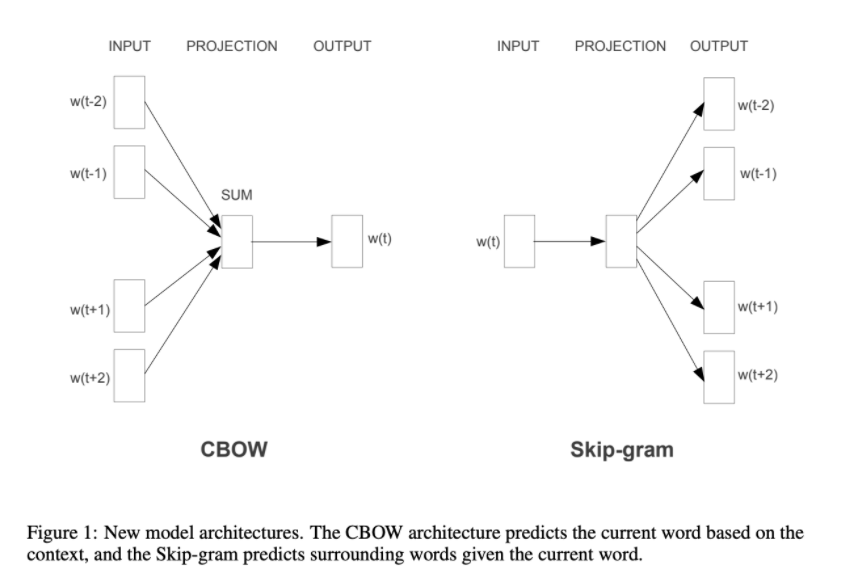 INPUT PROJECTION OUTPUT
w(t-2)
w(t-1)
SUM
w(t)
w(t+1)
w(t+2)
CBOW
INPUT PROJECTION OUTPUT
w(t-2)
w(t-1)
w(t)
w(t+1)
w(t+2)
Skip-gram
Figure 1: New model architectures. The CBOW architecture predicts the current word based on the
context, and the Skip-gram predicts surrounding words given the current word.